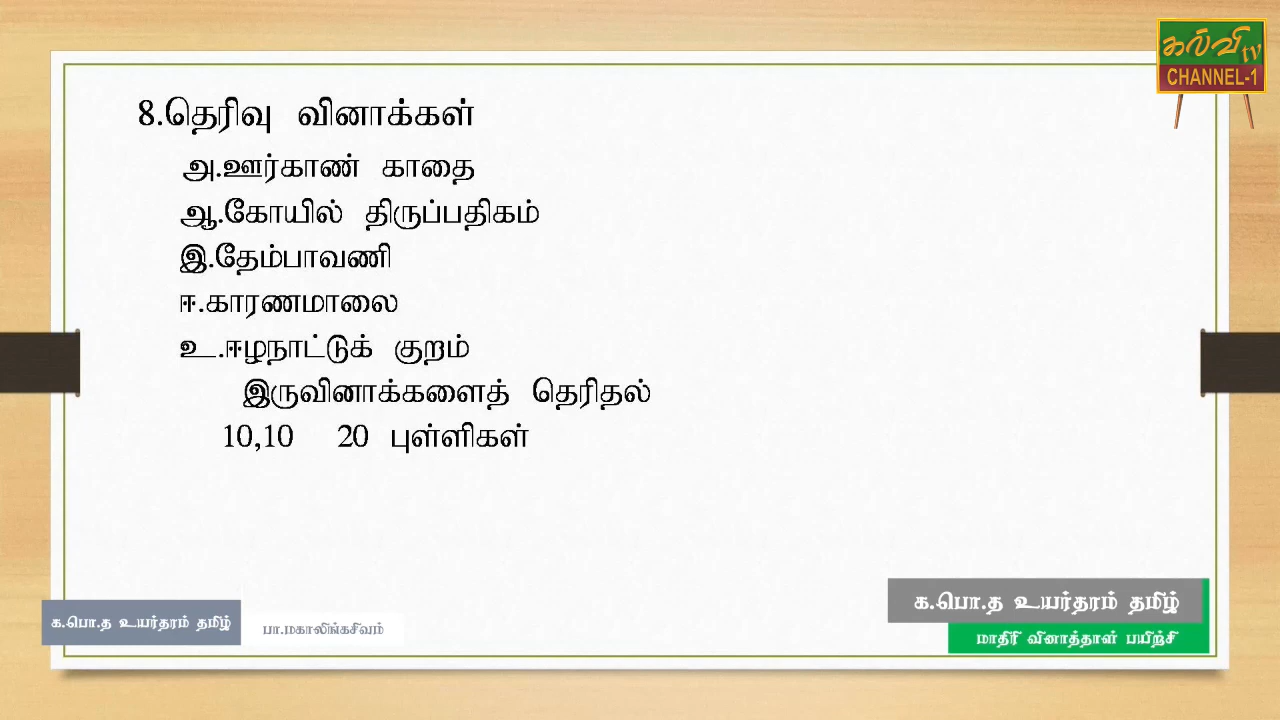 கல்வி tv
CHANNEL-1
8.தெரிவு வினாக்கள்
அ.ஊர்காண் காதை
ஆ.கோயில் திருப்பதிகம்
இ.தேம்பாவணி
ஈ.காரணமாலை
உ.ஈழநாட்டுக் குறம்
இருவினாக்களைத் தெரிதல்
10,10 20 புள்ளிகள்
க.பொ.த உயர்தரம் தமிழ்
மாதிரி வினாத்தாள் பயிற்சி
க.பொ.த உயர்தரம் தமிழ்
பா.மகாலிங்கசிவம்